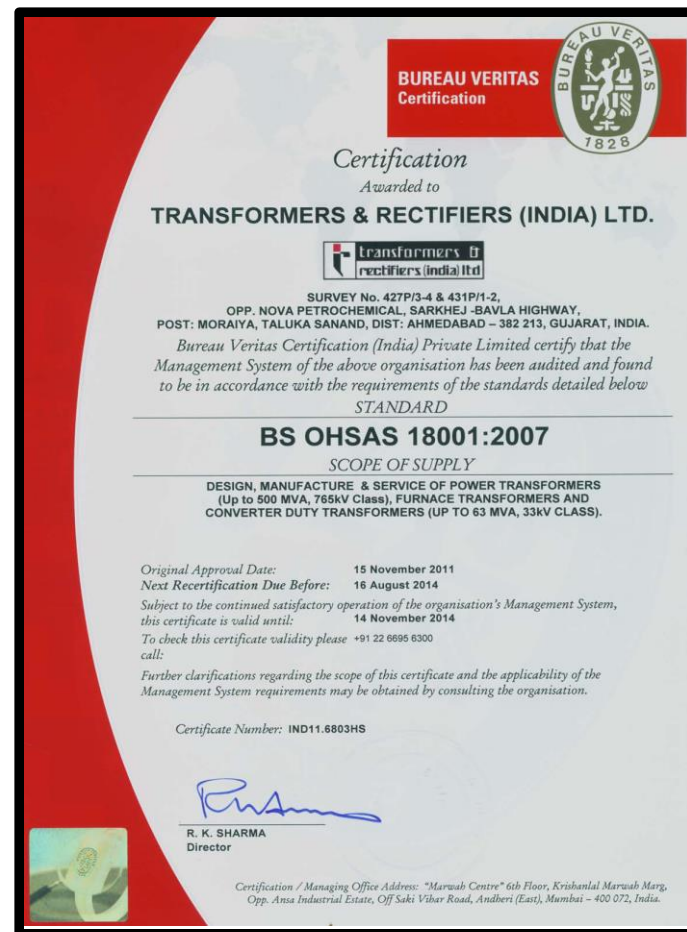 BUREAU VERITAS
Certification
BUREAU VERITAS
1828
Certification
Awarded to
TRANSFORMERS & RECTIFIERS (INDIA) LTD.
transformers &
rectifiers (india) ltd
SURVEY No. 427P/3-4 & 431P/1-2,
OPP. NOVA PETROCHEMICAL, SARKHEJ -BAVLA HIGHWAY,
POST: MORAIYA, TALUKA SANAND, DIST: AHMEDABAD – 382 213, GUJARAT, INDIA.
Bureau Veritas Certification (India) Private Limited certify that the
Management System of the above organisation has been audited and found
to be in accordance with the requirements of the standards detailed below
STANDARD
BS OHSAS 18001:2007
SCOPE OF SUPPLY
DESIGN, MANUFACTURE & SERVICE OF POWER TRANSFORMERS
(Up to 500 MVA, 765kV Class), FURNACE TRANSFORMERS AND
CONVERTER DUTY TRANSFORMERS (UP TO 63 MVA, 33kV CLASS).
Original Approval Date: 15 November 2011
Next Recertification Due Before: 16 August 2014
Subject to the continued satisfactory operation of the organisation's Management System,
this certificate is valid until: 14 November 2014
To check this certificate validity please +91 22 6695 6300
call:
Further clarifications regarding the scope of this certificate and the applicability of the
Management System requirements may be obtained by consulting the organisation.
Certificate Number: IND11.6803HS
R. K. SHARMA
Director
Certification / Managing Office Address: "Marwah Centre" 6th Floor, Krishanlal Marwah Marg,
Opp. Ansa Industrial Estate, Off Saki Vihar Road, Andheri (East), Mumbai – 400 072, India.